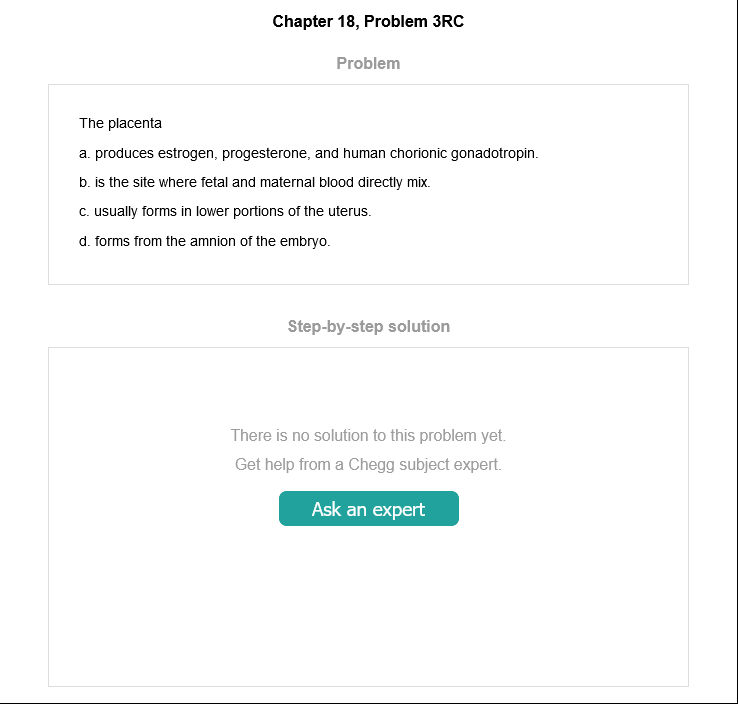 Chapter 18, Problem 3RC
Problem
The placenta
a. produces estrogen, progesterone, and human chorionic gonadotropin.
b. is the site where fetal and maternal blood directly mix.
c. usually forms in lower portions of the uterus.
d. forms from the amnion of the embryo.
Step-by-step solution
There is no solution to this problem yet.
Get help from a Chegg subject expert.
Ask an expert